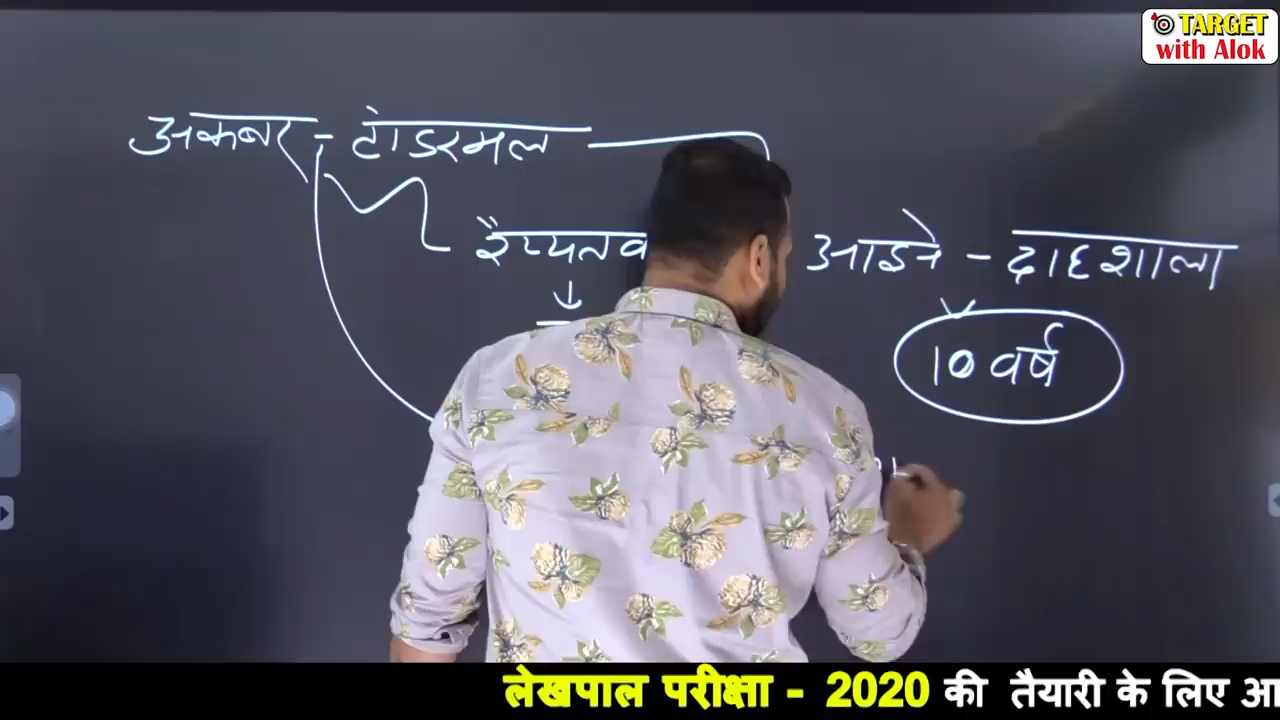 TARGET
with Alok
अकबर - टोडरमल
आइने - दहशाला
10 वर्ष
लेखपाल परीक्षा - 2020 की तैयारी के लिए आ